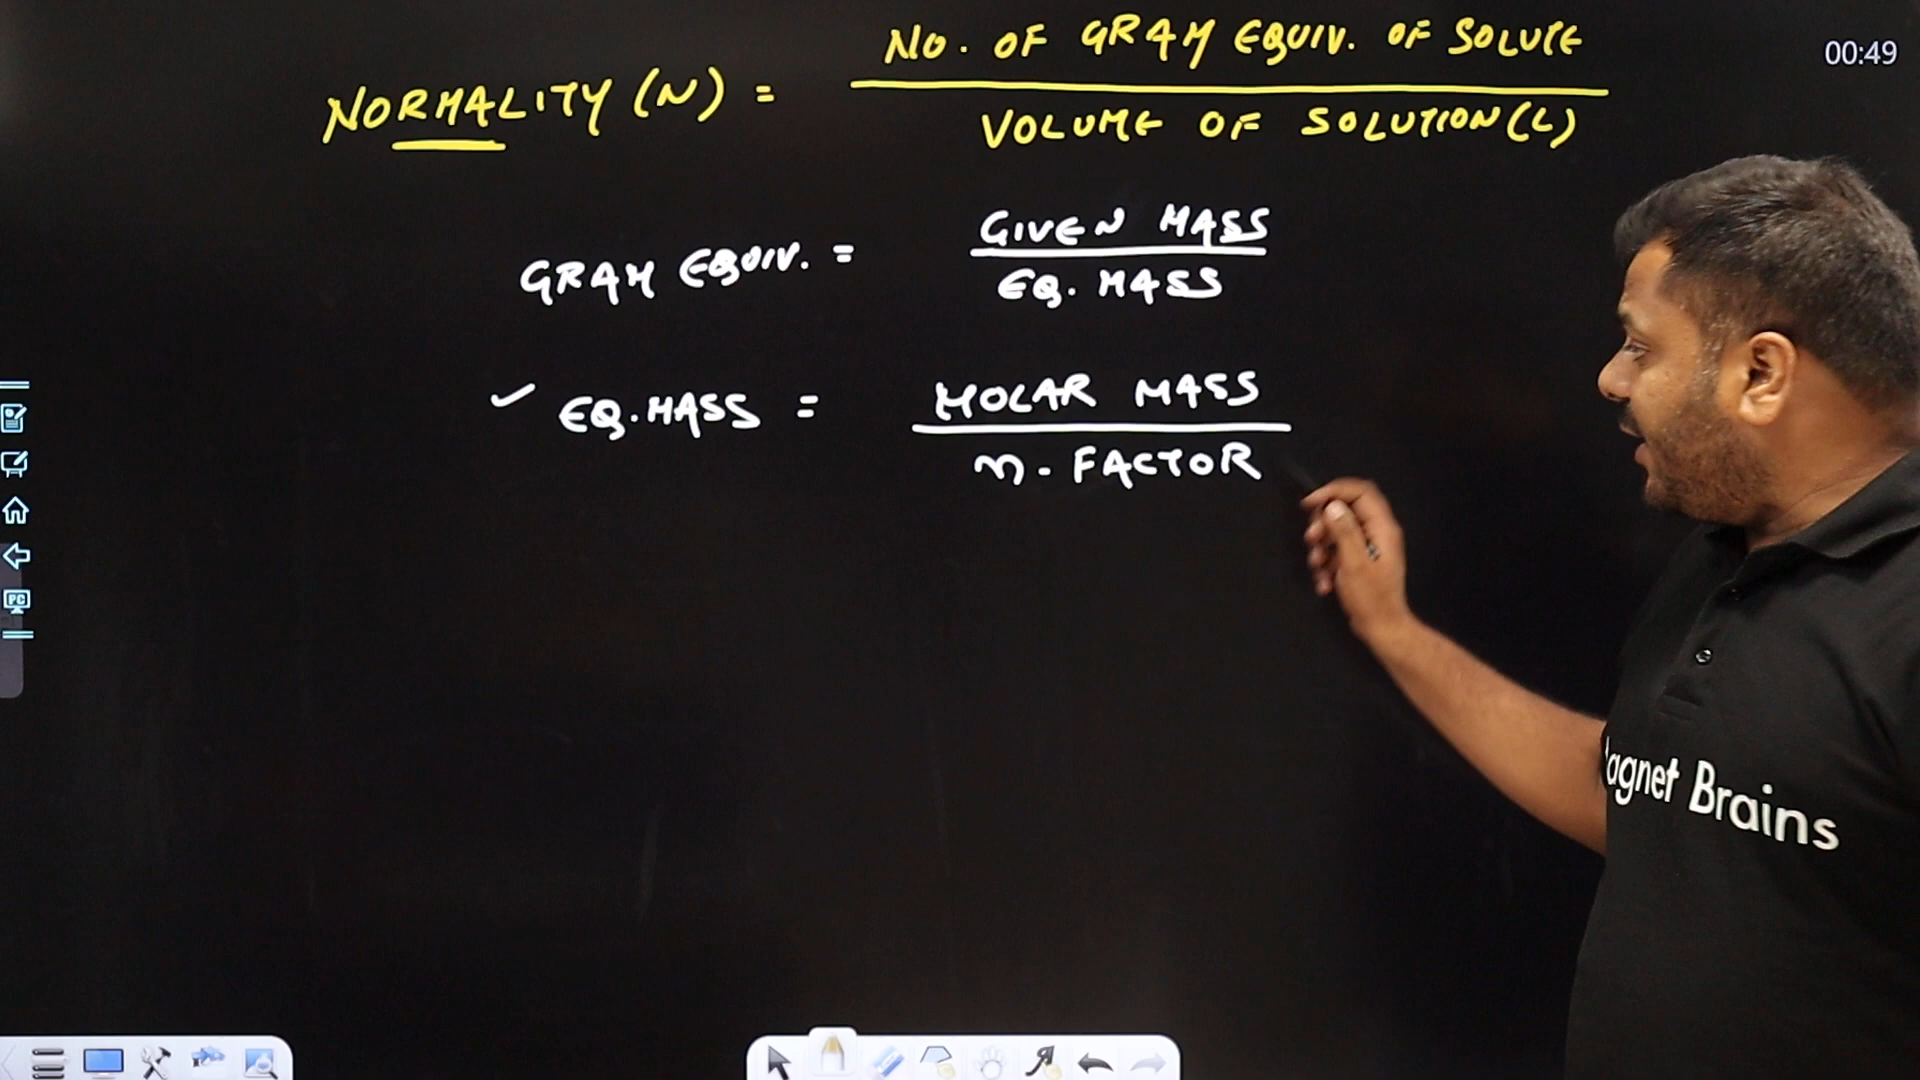 NORMALITY (N) = NO. OF GRAM EQUIV. OF SOLUTE
VOLUME OF SOLUTION (L)
00:49
GRAM EQUIV. = GIVEN MASS
EQ. MASS
EQ. MASS = MOLAR MASS
n-FACTOR
agnet Brains
PC